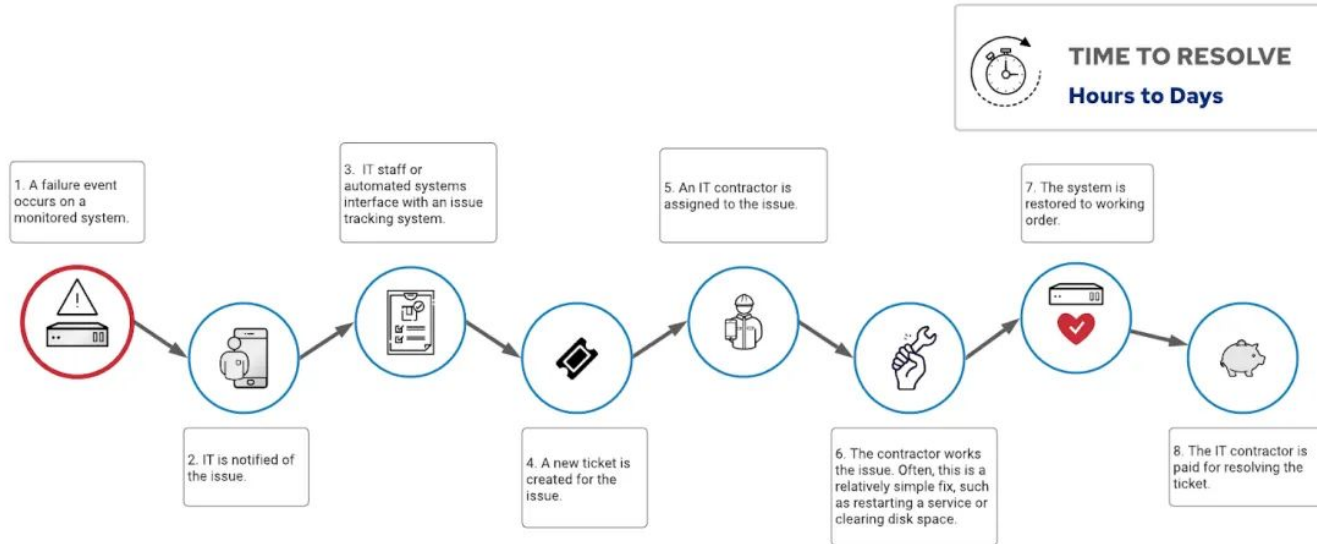 TIME TO RESOLVE
Hours to Days
1. A failure event
occurs on a
monitored system.
2. IT is notified of
the issue.
3. IT staff or
automated systems
interface with an issue
tracking system.
4. A new ticket is
created for the
issue.
5. An IT contractor is
assigned to the issue.
6. The contractor works
the issue. Often, this is a
relatively simple fix, such
as restarting a service or
clearing disk space.
7. The system is
restored to working
order.
8. The IT contractor is
paid for resolving the
ticket.